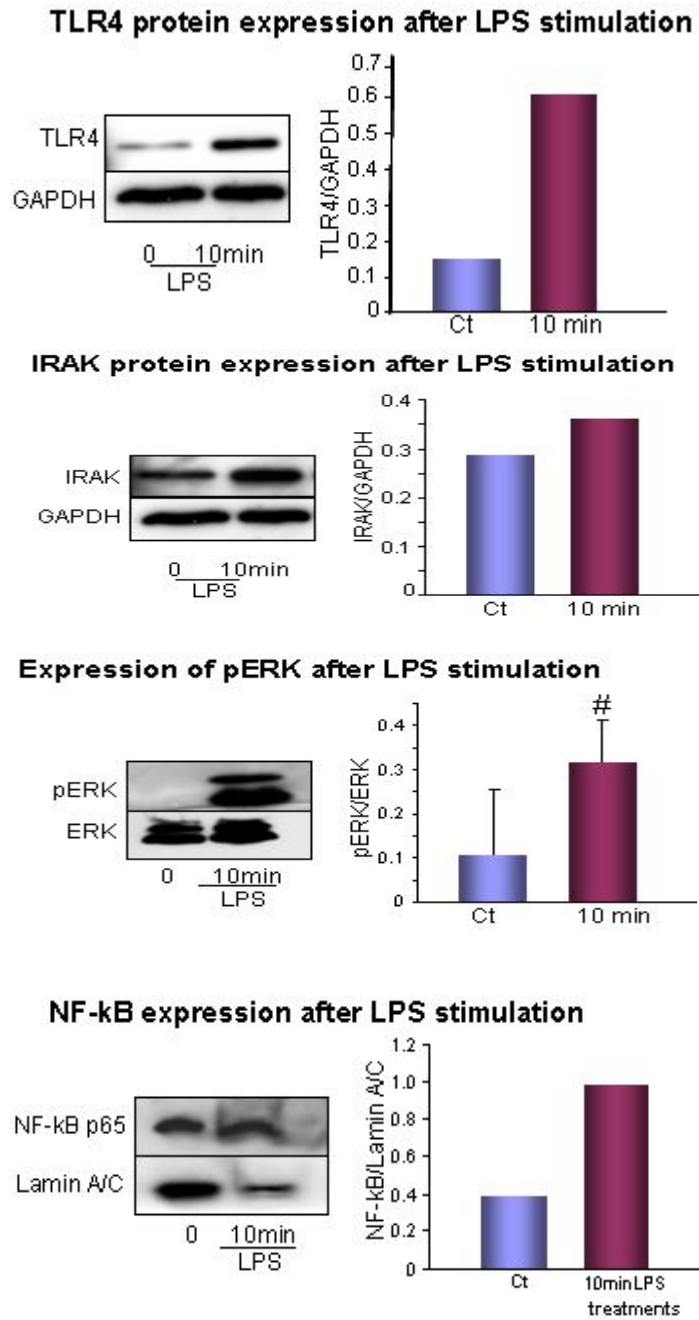 TLR4 protein expression after LPS stimulation
TLR4
GAPDH
0 10min
LPS
TLR4/GAPDH
0.7
0.6
0.5
0.4
0.3
0.2
0.1
0
Ct 10 min
IRAK protein expression after LPS stimulation
IRAK
GAPDH
0 10min
LPS
IRAK/GAPDH
0.4
0.3
0.2
0.1
0
Ct 10 min
Expression of pERK after LPS stimulation
pERK
ERK
0 10min
LPS
pERK/ERK
0.4
0.3
0.2
0.1
0
#
Ct 10 min
NF-kB expression after LPS stimulation
NF-kB p65
Lamin A/C
0 10min
LPS
NF-kB/Lamin A/C
1.2
1.0
0.8
0.6
0.4
0.2
0
Ct 10minLPS
treatments